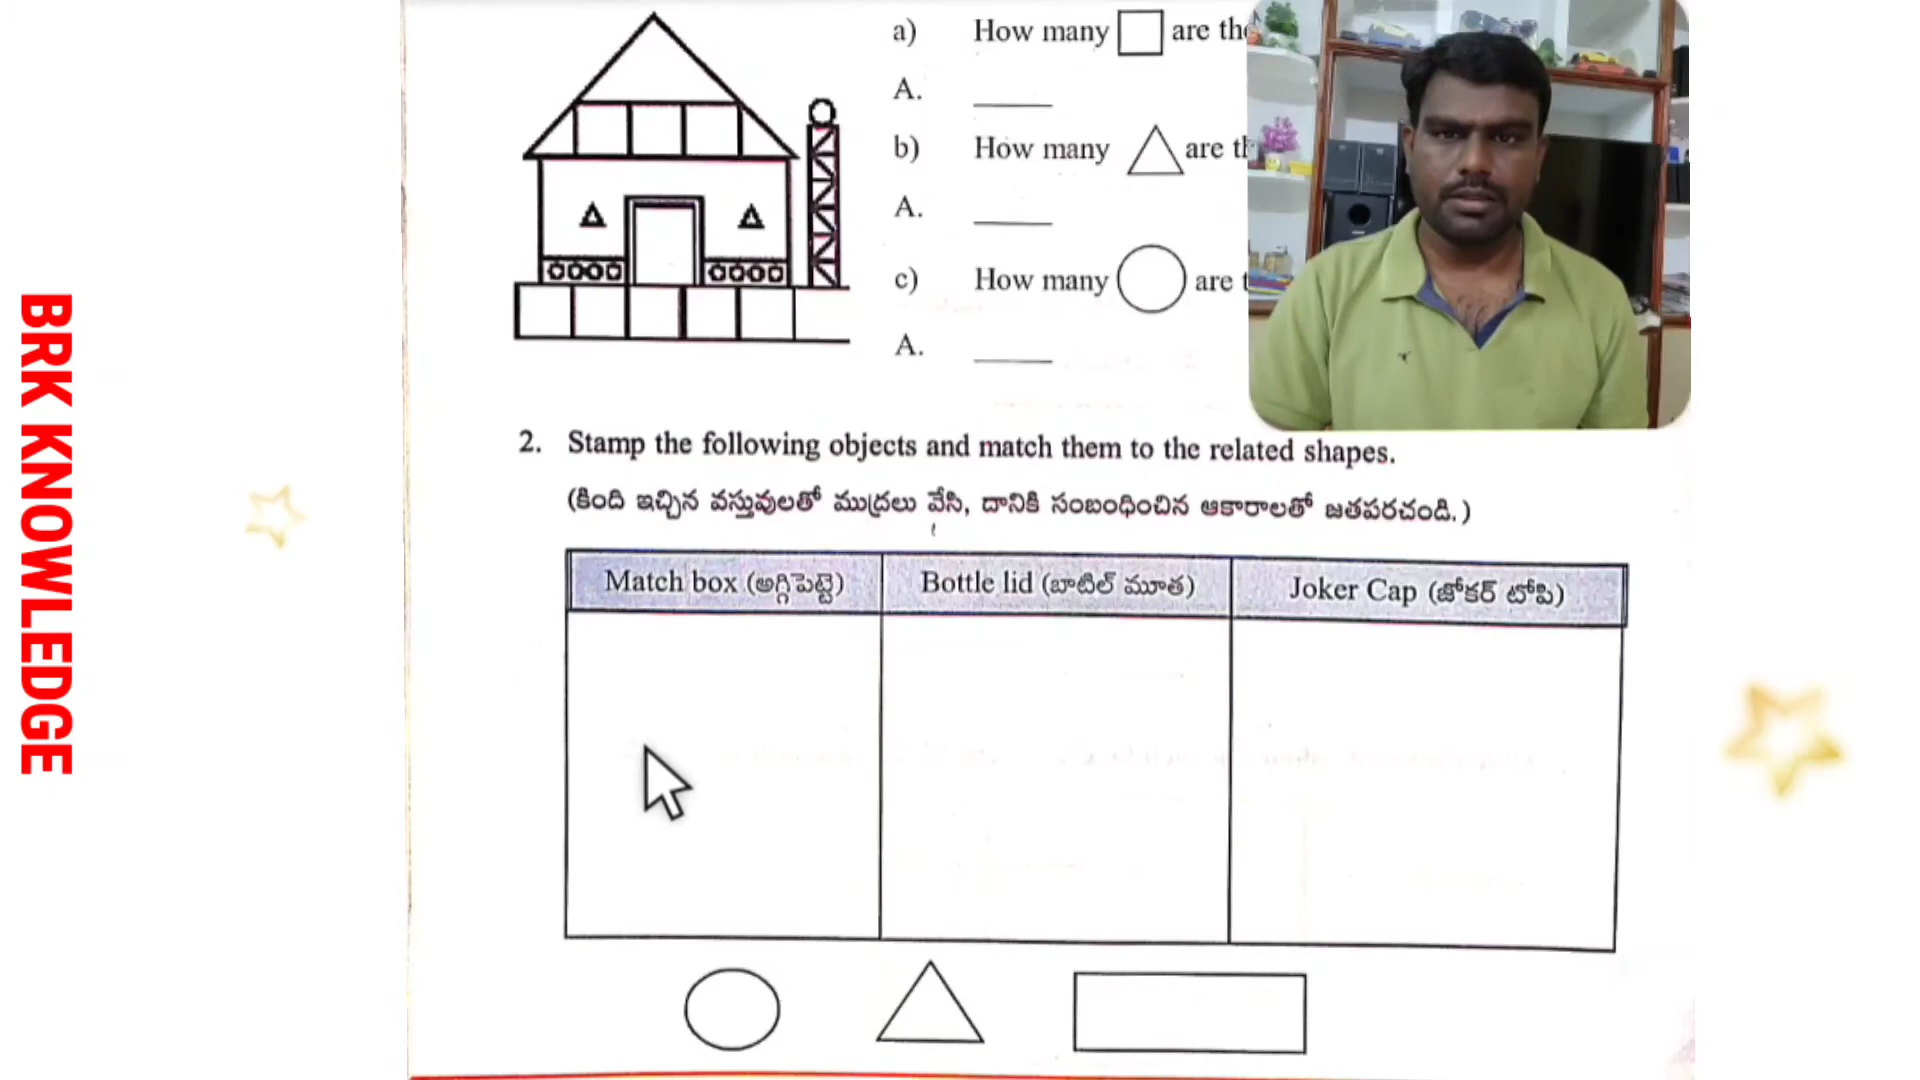 a) How many are the
A.
b) How many are th
A.
c) How many are t
A.
2. Stamp the following objects and match them to the related shapes.
(కింది ఇచ్చిన వస్తువులతో ముద్రలు వేసి, దానికి సంబంధించిన ఆకారాలతో జతపరచండి.)
Match box (అగ్గిపెట్టె) Bottle lid (బాటిల్ మూత) Joker Cap (జోకర్ టోపి)
BRK KNOWLEDGE